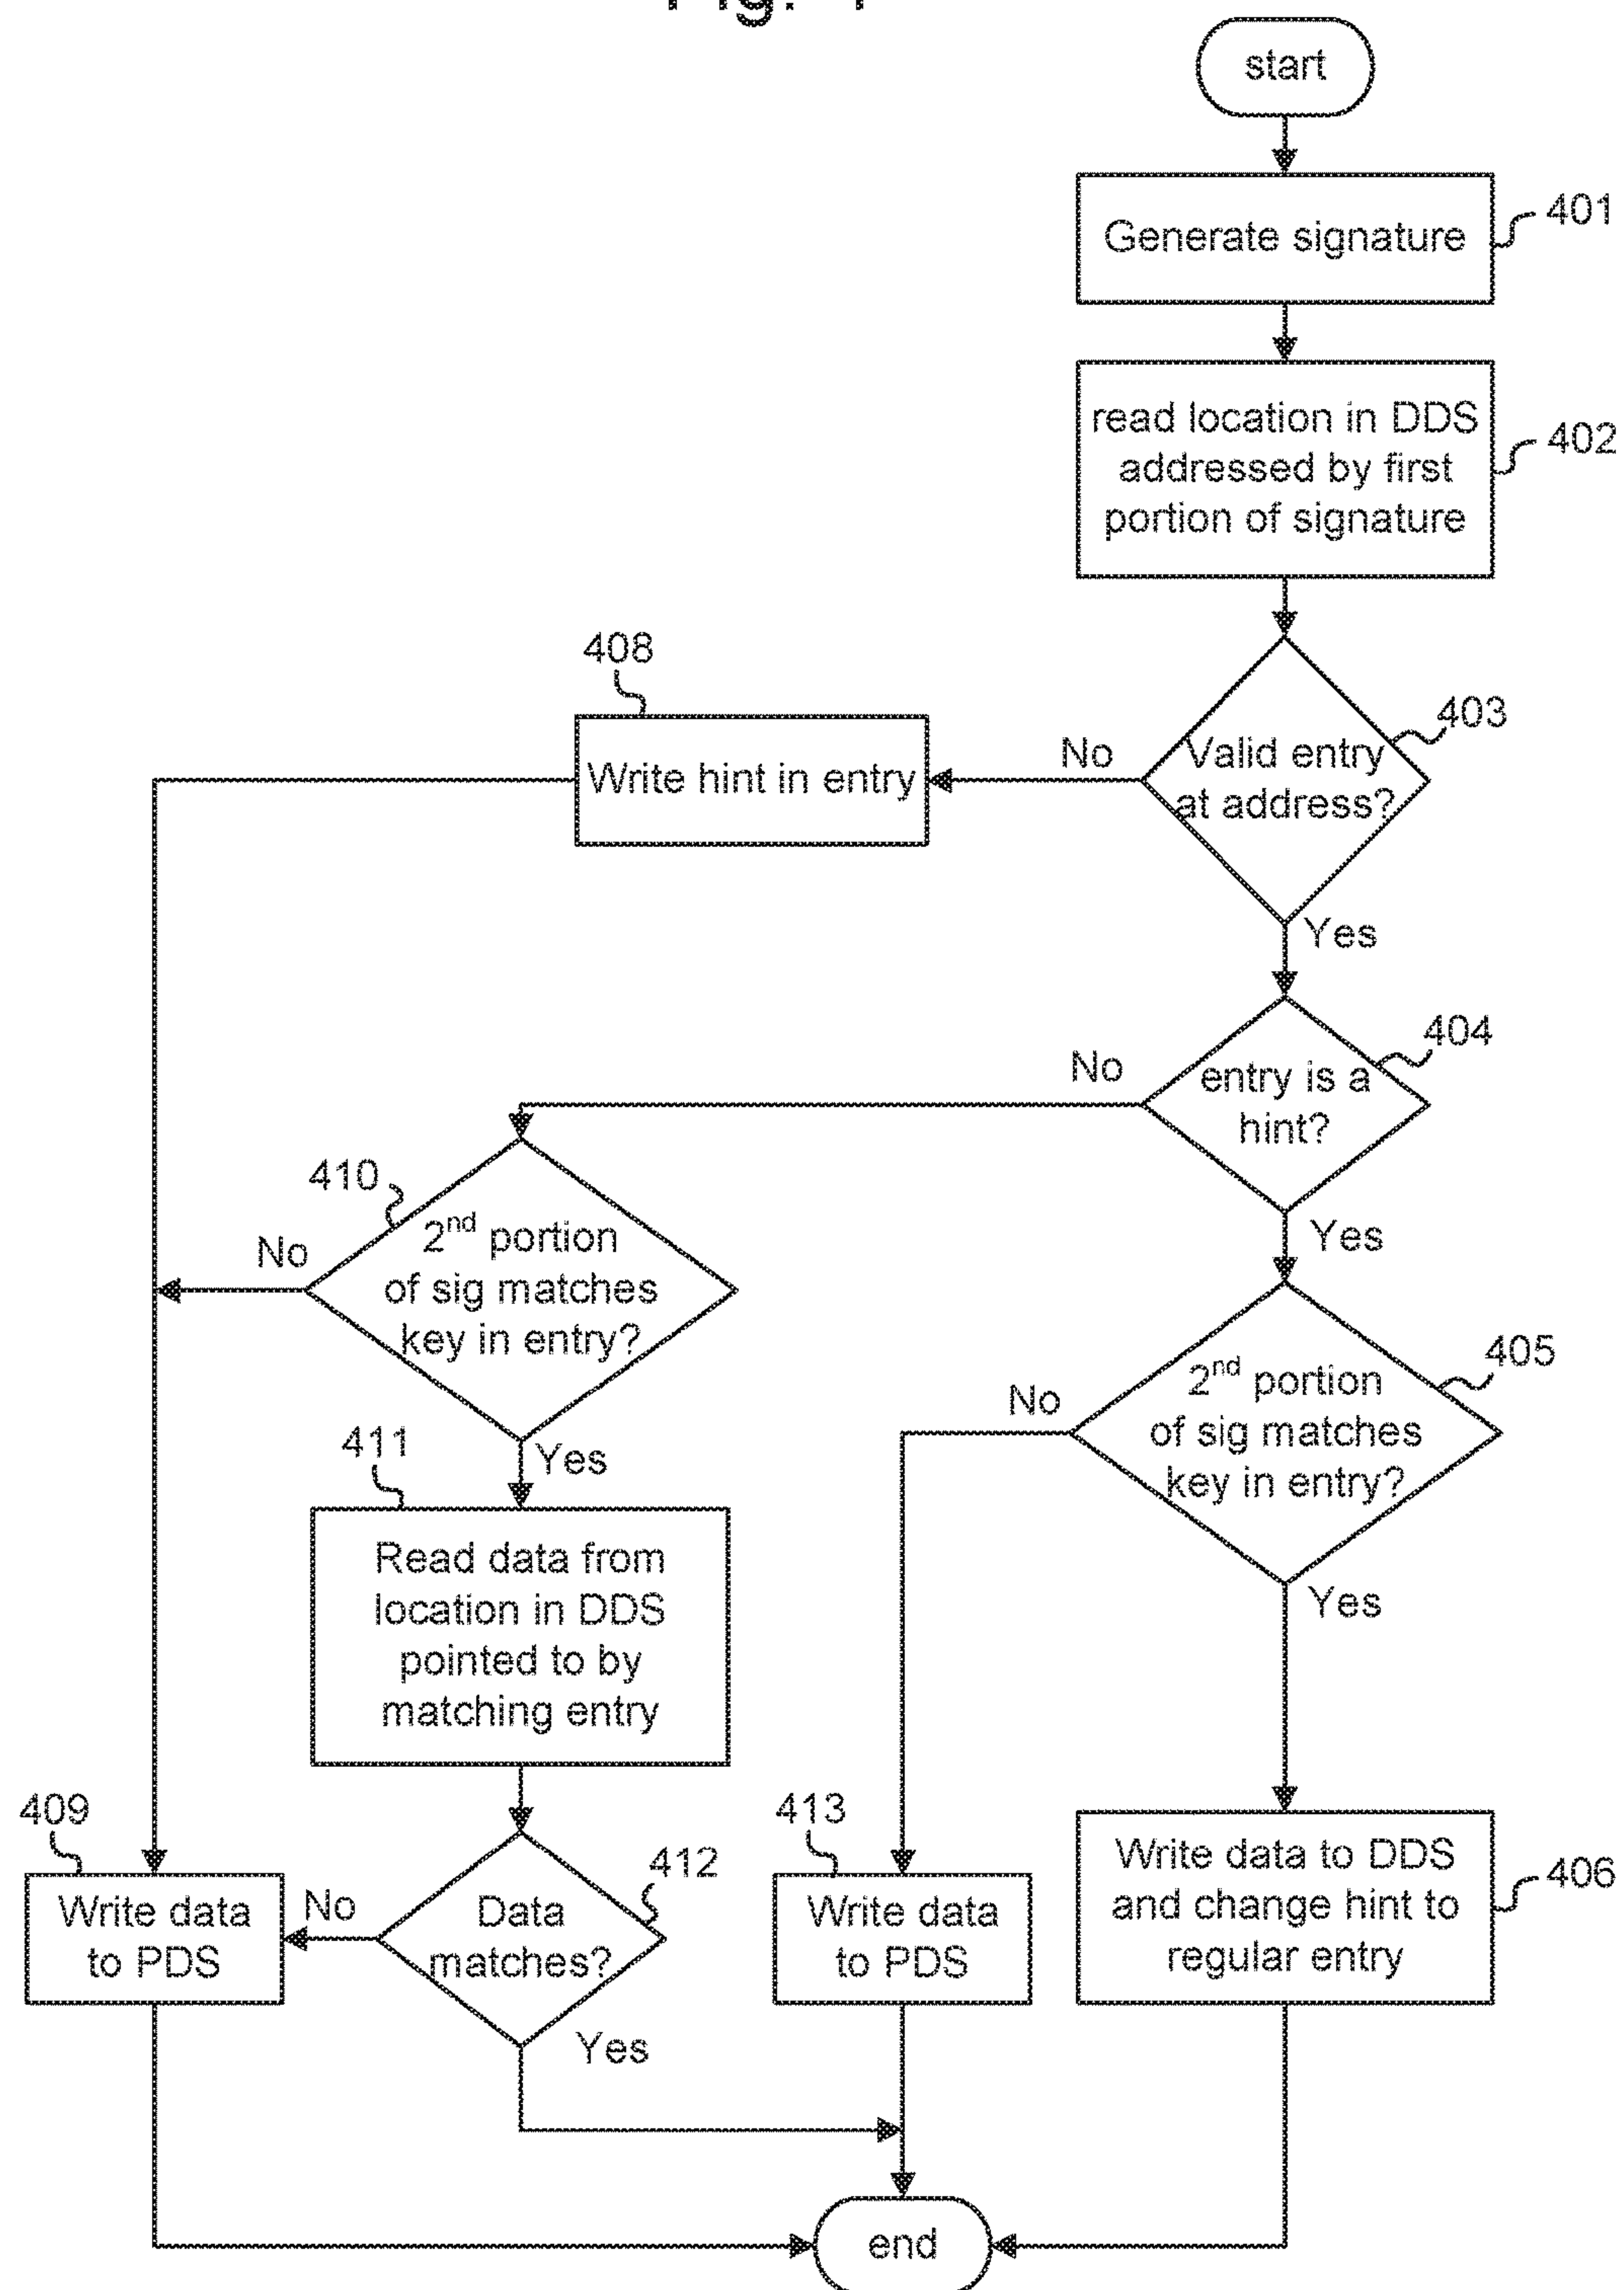 start
Generate signature
401
read location in DDS
addressed by first
portion of signature
402
408
Write hint in entry
No
Valid entry
at address?
403
Yes
No
entry is a
hint?
404
Yes
410
No
2nd portion
of sig matches
key in entry?
Yes
No
2nd portion
of sig matches
key in entry?
405
Yes
411
Read data from
location in DDS
pointed to by
matching entry
409
Write data
to PDS
No
Data
matches?
412
Yes
413
Write data
to PDS
Write data to DDS
and change hint to
regular entry
406
end